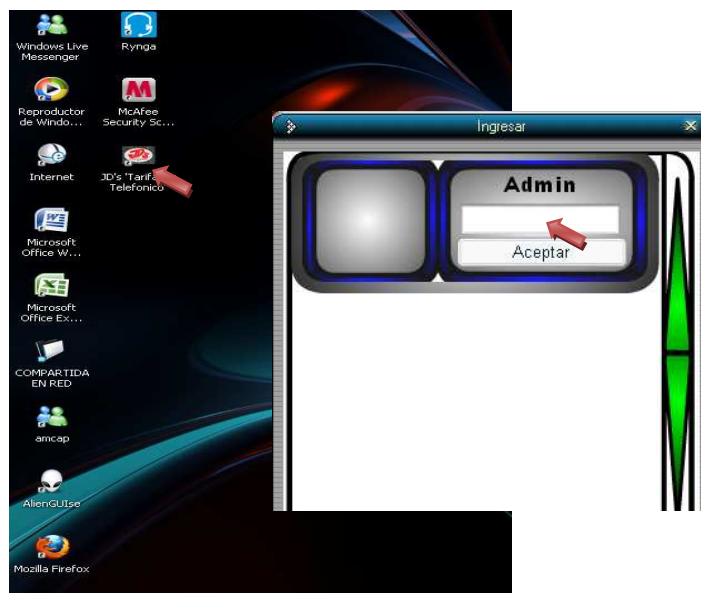 Windows Live
Messenger
Rynga
Reproductor
de Windo...
McAfee
Security Sc...
Internet
JD's 'Tarifa
Telefonico
Microsoft
Office W...
Microsoft
Office Ex...
COMPARTIDA
EN RED
amcap
AlienGUIse
Mozilla Firefox
Ingresar
Admin
Aceptar